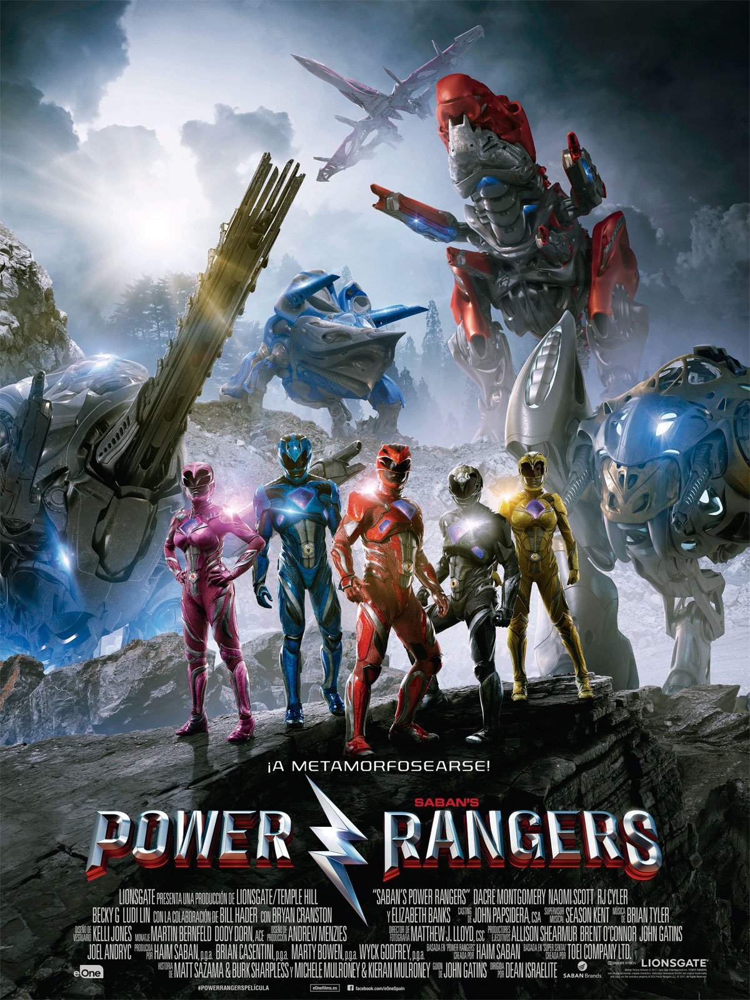 ¡A METAMORFOSEARSE!
SABAN'S
POWER RANGERS
LIONSGATE PRESENTA UNA PRODUCCIÓN DE LIONSGATE/TEMPLE HILL "SABAN'S POWER RANGERS" DACRE MONTGOMERY NAOMI SCOTT RJ CYLER
BECKY G LUDI LIN CON LA COLABORACIÓN DE BILL HADER CON BRYAN CRANSTON Y ELIZABETH BANKS CASTING DE JOHN PAPSIDERA, CSA SUPERVISOR MUSICAL SEASON KENT MÚSICA DE BRIAN TYLER
DISEÑO DE VESTUARIO KELLI JONES MONTAJE MARTIN BERNFELD DODY DORN, ACE DISEÑO DE PRODUCCIÓN ANDREW MENZIES DIRECTOR DE FOTOGRAFÍA MATTHEW J. LLOYD, CSC PRODUCTORES EJECUTIVOS ALLISON SHEARMUR BRENT O'CONNOR JOHN GATINS
JOEL ANDRYC PRODUCIDA POR HAIM SABAN, p.g.a. BRIAN CASENTINI, p.g.a. MARTY BOWEN, p.g.a. WYCK GODFREY, p.g.a. BASADA EN "POWER RANGERS" CREADA POR HAIM SABAN BASADA EN "SUPER SENTAI" CREADA POR TOEI COMPANY LTD.
HISTORIA DE MATT SAZAMA & BURK SHARPLESS Y MICHELE MULRONEY & KIERAN MULRONEY GUION DE JOHN GATINS DIRIGIDA POR DEAN ISRAELITE
eOne
SABAN Brands
DOLBY ATMOS
LIONSGATE
#POWERRANGERSPELÍCULA eOnefilms.es facebook.com/eOneSpain